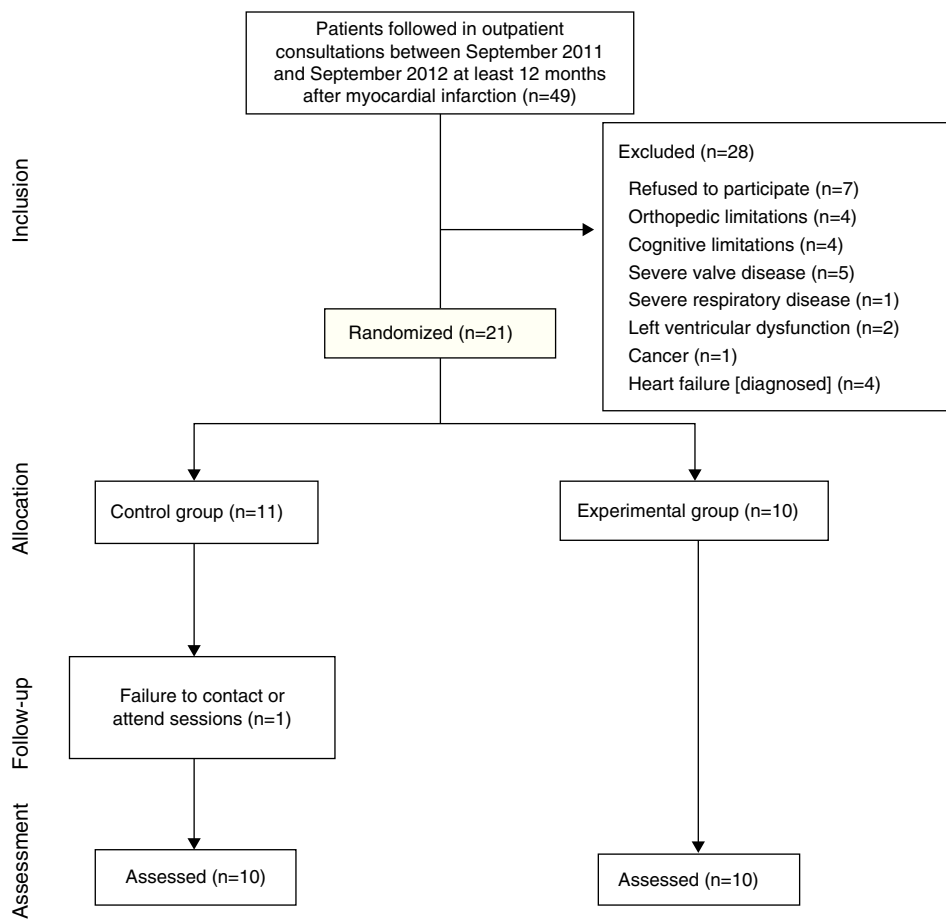 Patients followed in outpatient
consultations between September 2011
and September 2012 at least 12 months
after myocardial infarction (n=49)
Inclusion
Excluded (n=28)
Refused to participate (n=7)
Orthopedic limitations (n=4)
Cognitive limitations (n=4)
Severe valve disease (n=5)
Severe respiratory disease (n=1)
Left ventricular dysfunction (n=2)
Cancer (n=1)
Heart failure [diagnosed] (n=4)
Randomized (n=21)
Allocation
Control group (n=11)
Experimental group (n=10)
Follow-up
Failure to contact or
attend sessions (n=1)
Assessment
Assessed (n=10)
Assessed (n=10)